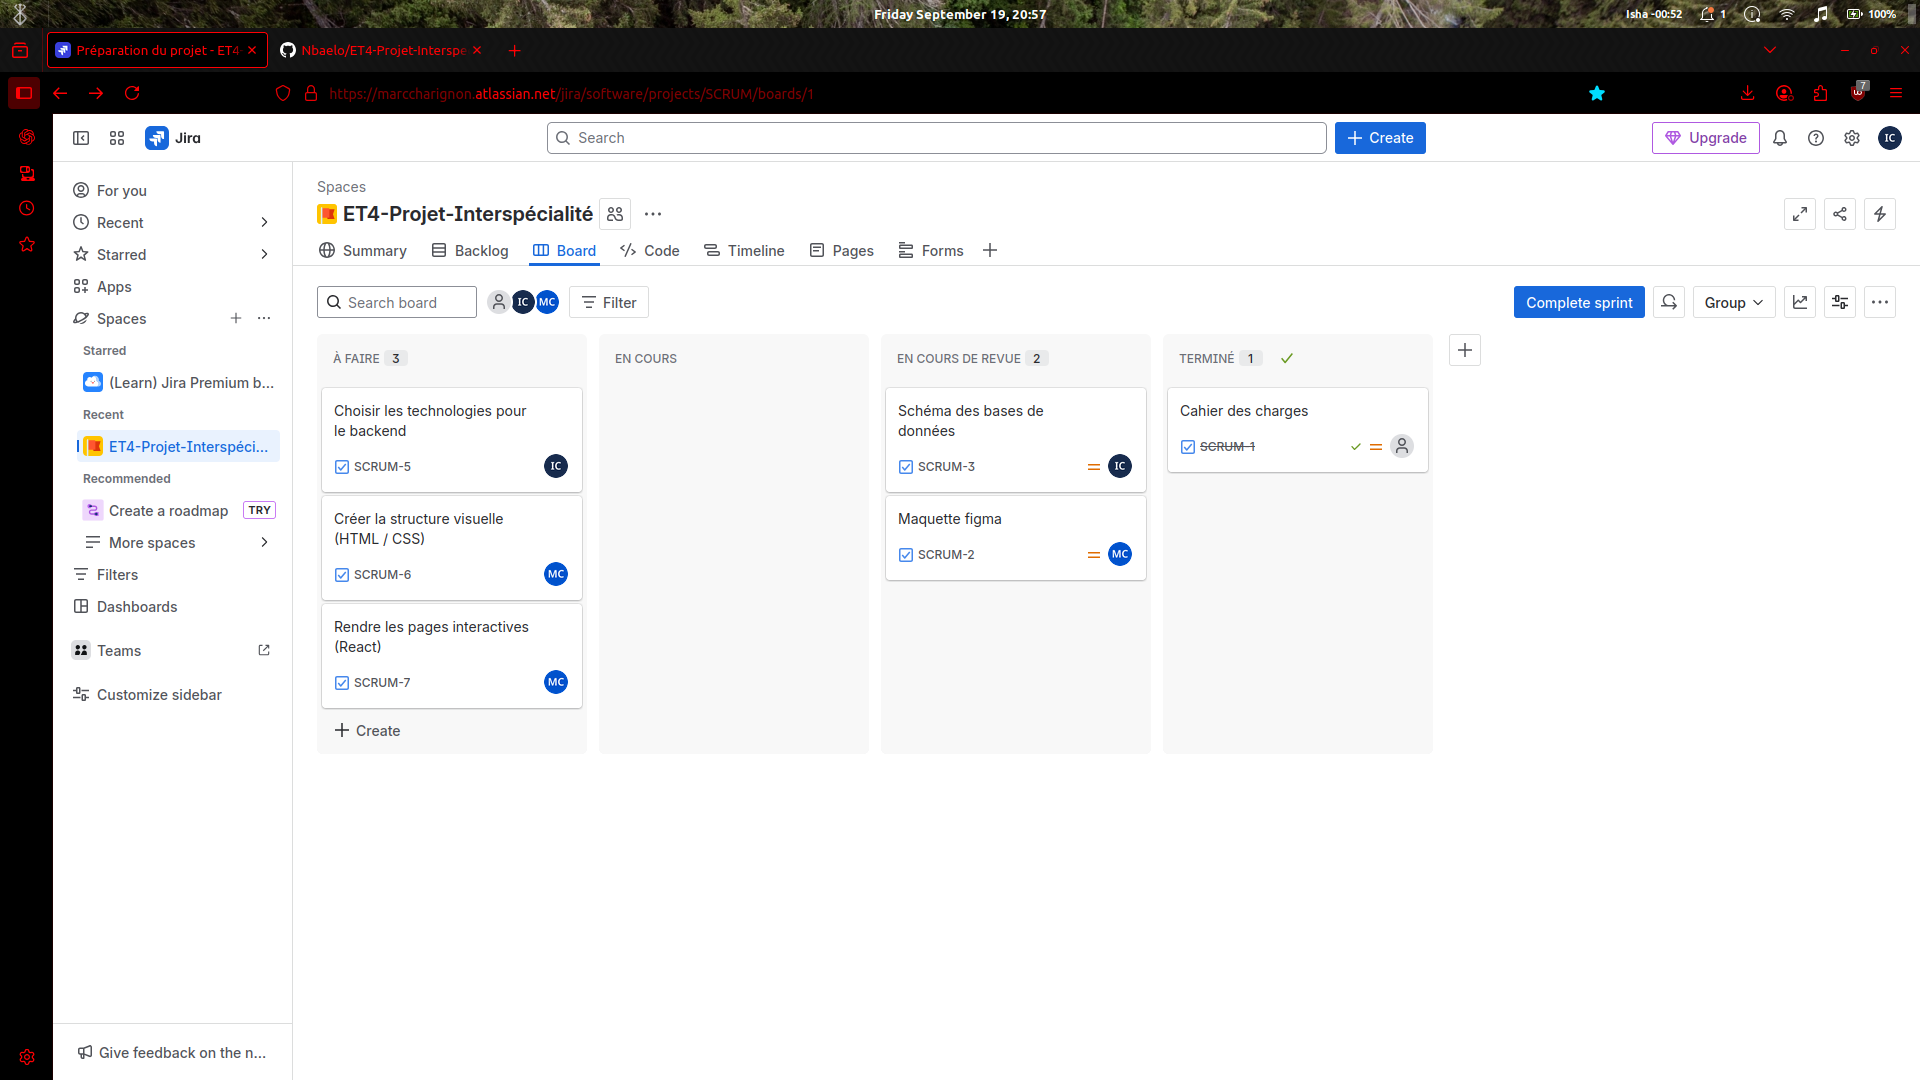 Friday September 19, 20:57
Isha -00:52
1
100%
Préparation du projet - ET4
Nbaelo/ET4-Projet-Interspe
https://marccharignon.atlassian.net/jira/software/projects/SCRUM/boards/1
7
Jira
Search
Create
Upgrade
IC
For you
Recent
Starred
Apps
Spaces
Starred
(Learn) Jira Premium b...
Recent
ET4-Projet-Interspéci...
Recommended
Create a roadmap
TRY
More spaces
Filters
Dashboards
Teams
Customize sidebar
Give feedback on the n...
Spaces
ET4-Projet-Interspécialité
Summary
Backlog
Board
Code
Timeline
Pages
Forms
Search board
IC
MC
Filter
Complete sprint
Group
À FAIRE 3
Choisir les technologies pour
le backend
SCRUM-5
IC
Créer la structure visuelle
(HTML / CSS)
SCRUM-6
MC
Rendre les pages interactives
(React)
SCRUM-7
MC
Create
EN COURS
EN COURS DE REVUE 2
Schéma des bases de
données
SCRUM-3
IC
Maquette figma
SCRUM-2
MC
TERMINÉ 1
Cahier des charges
SCRUM-1